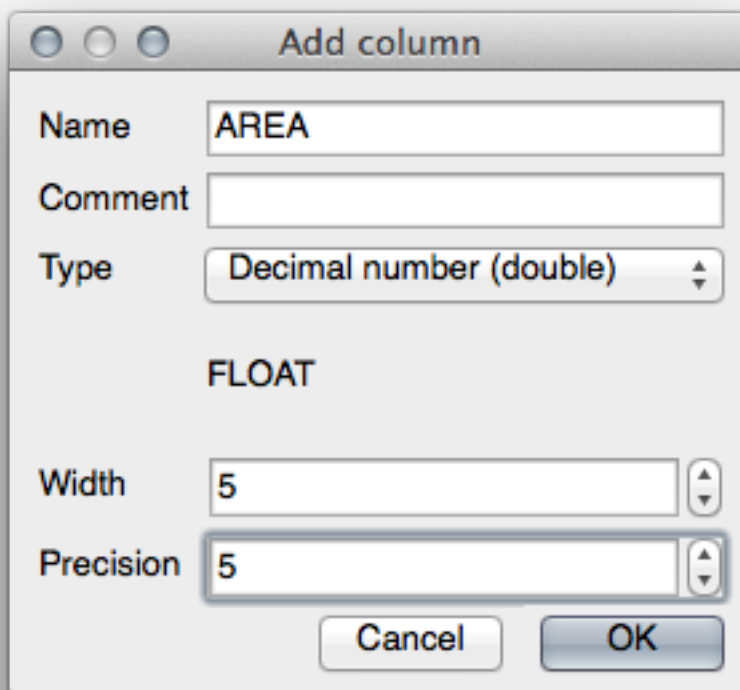 Add column
Name AREA
Comment
Type Decimal number (double)
FLOAT
Width 5
Precision 5
Cancel OK